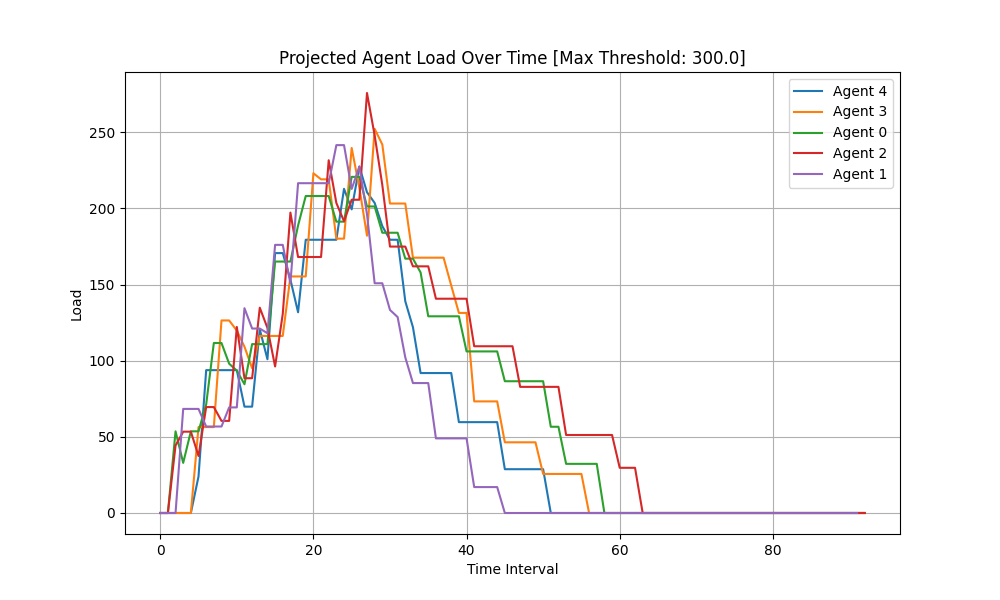 Projected Agent Load Over Time [Max Threshold: 300.0]
Agent 4
Agent 3
Agent 0
Agent 2
Agent 1
Load
250
200
150
100
50
0
0 20 40 60 80
Time Interval